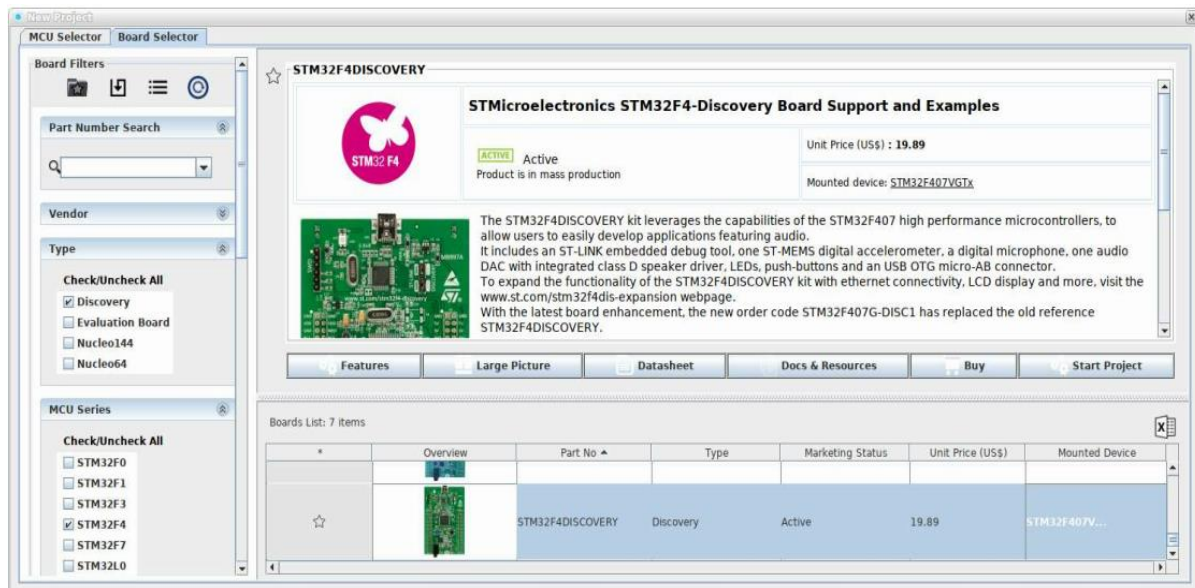 New Project
MCU Selector Board Selector
Board Filters
Part Number Search
Vendor
Type
Check/Uncheck All
Discovery
Evaluation Board
Nucleo144
Nucleo64
MCU Series
Check/Uncheck All
STM32F0
STM32F1
STM32F3
STM32F4
STM32F7
STM32L0
STM32F4DISCOVERY
STM32 F4
STMicroelectronics STM32F4-Discovery Board Support and Examples
ACTIVE Active
Product is in mass production
Unit Price (US$) : 19.89
Mounted device: STM32F407VGTx
www.st.com/stm32f4-discovery
The STM32F4DISCOVERY kit leverages the capabilities of the STM32F407 high performance microcontrollers, to
allow users to easily develop applications featuring audio.
It includes an ST-LINK embedded debug tool, one ST-MEMS digital accelerometer, a digital microphone, one audio
DAC with integrated class D speaker driver, LEDs, push-buttons and an USB OTG micro-AB connector.
To expand the functionality of the STM32F4DISCOVERY kit with ethernet connectivity, LCD display and more, visit the
www.st.com/stm32f4dis-expansion webpage.
With the latest board enhancement, the new order code STM32F407G-DISC1 has replaced the old reference
STM32F4DISCOVERY.
Features Large Picture Datasheet Docs & Resources Buy Start Project
Boards List: 7 items
* Overview Part No Type Marketing Status Unit Price (US$) Mounted Device
STM32F4DISCOVERY Discovery Active 19.89 STM32F407V...